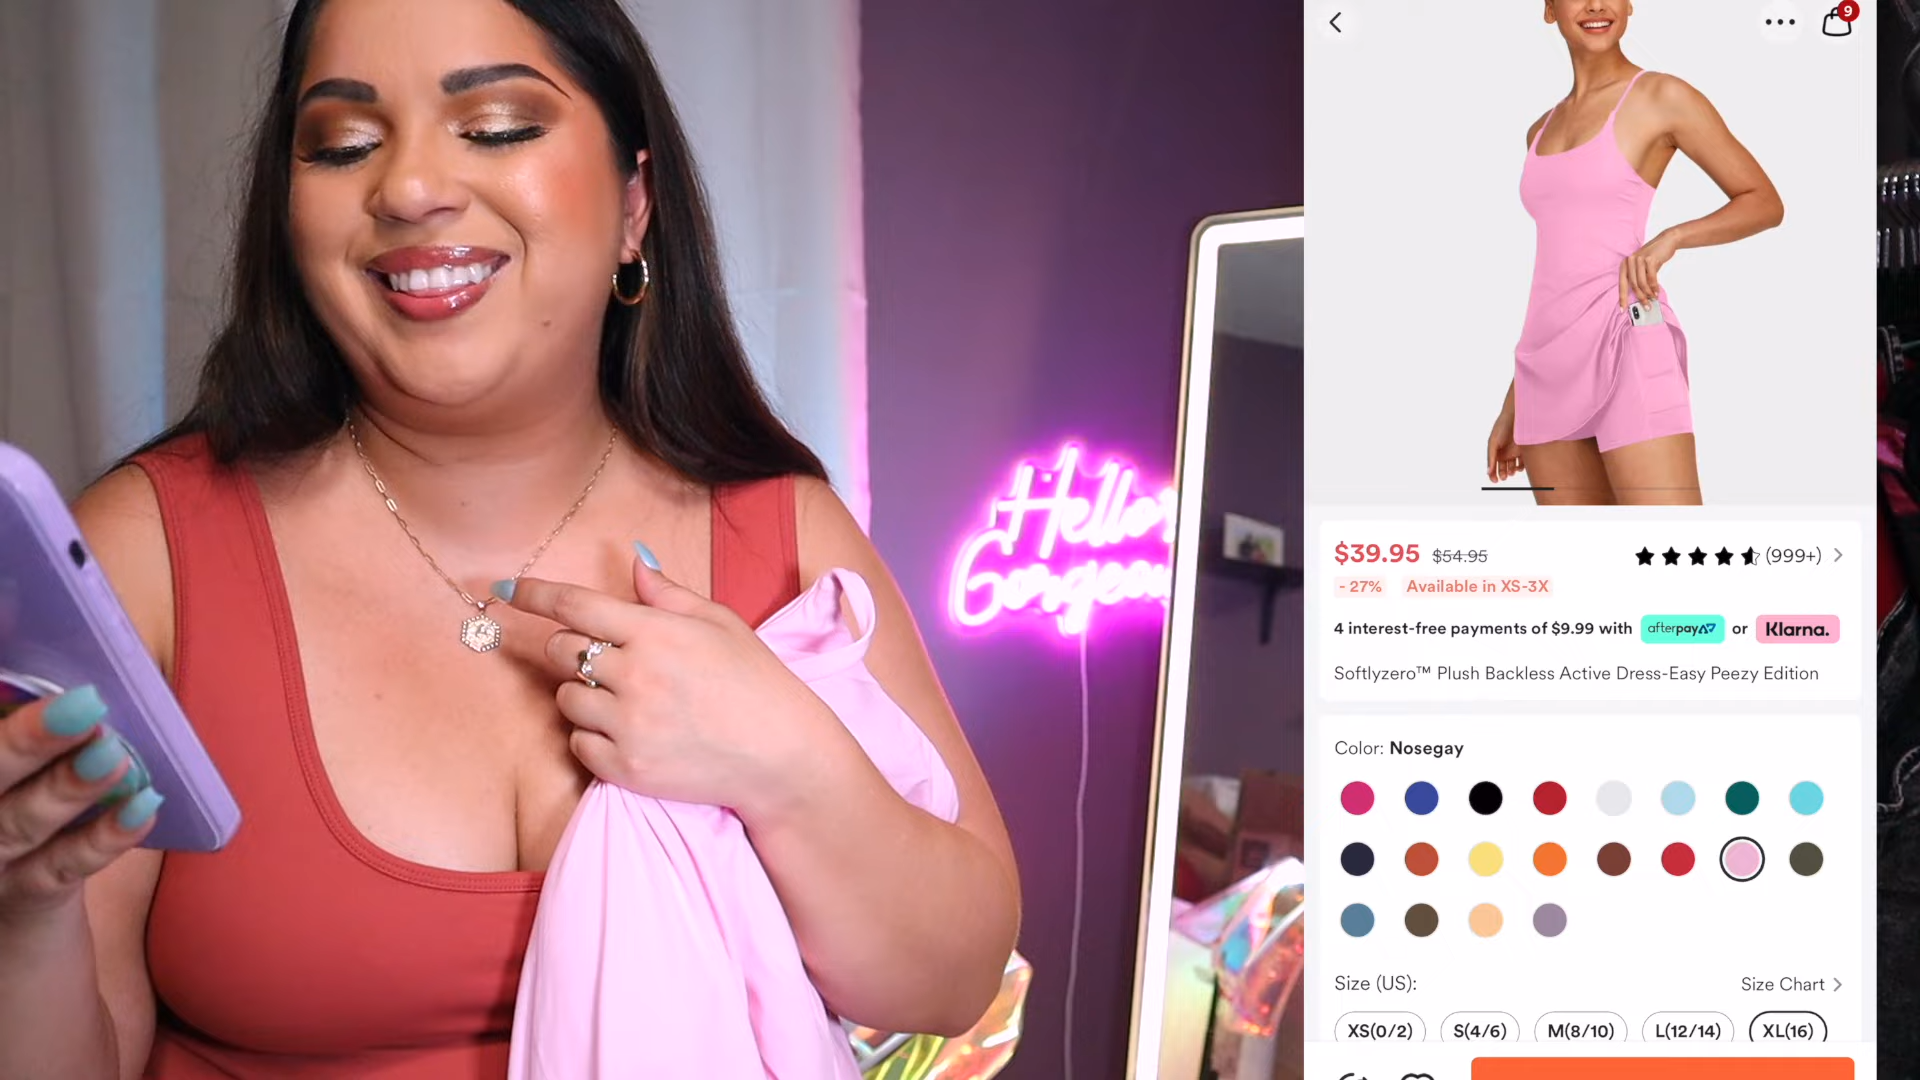 Hello
Gorgeou
9
$39.95 $54.95 (999+)
- 27% Available in XS-3X
4 interest-free payments of $9.99 with afterpay or Klarna.
Softlyzero™ Plush Backless Active Dress-Easy Peezy Edition
Color: Nosegay
Size (US): Size Chart
XS(0/2) S(4/6) M(8/10) L(12/14) XL(16)